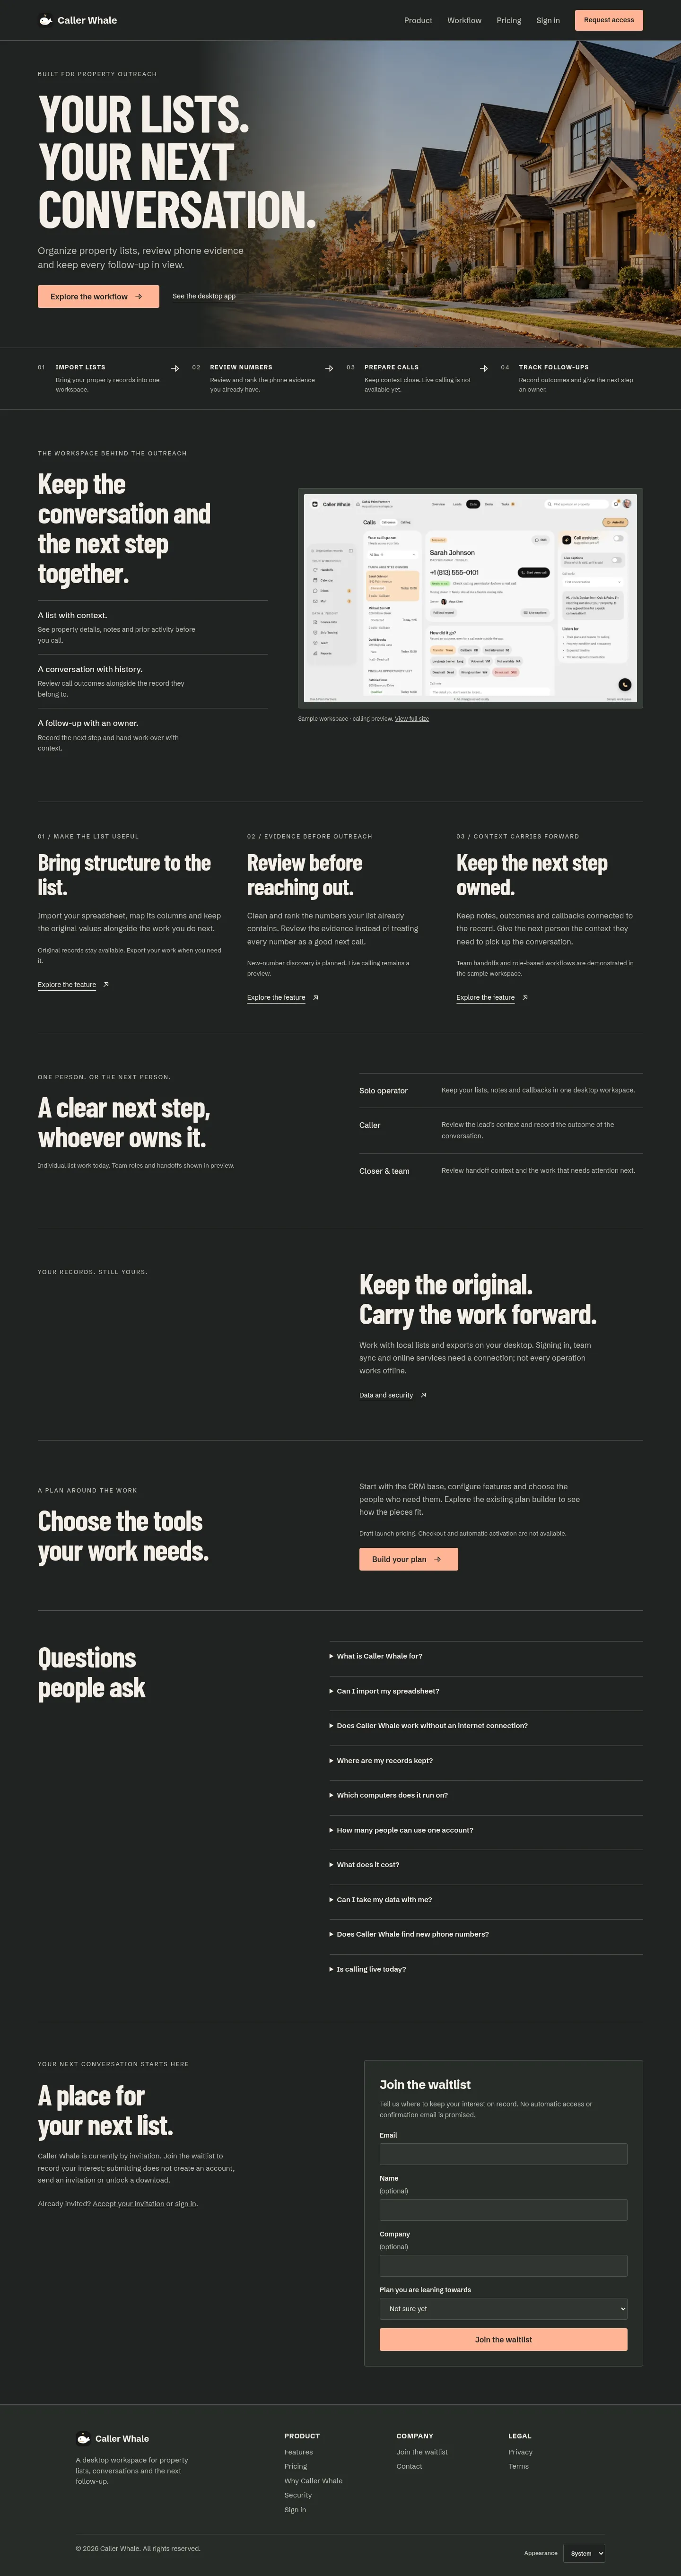 Caller Whale
Product Workflow Pricing Sign in Request access
BUILT FOR PROPERTY OUTREACH
YOUR LISTS.
YOUR NEXT
CONVERSATION.
Organize property lists, review phone evidence
and keep every follow-up in view.
Explore the workflow
See the desktop app
01 IMPORT LISTS
Bring your property records into one
workspace.
02 REVIEW NUMBERS
Review and rank the phone evidence
you already have.
03 PREPARE CALLS
Keep context close. Live calling is not
available yet.
04 TRACK FOLLOW-UPS
Record outcomes and give the next step
an owner.
THE WORKSPACE BEHIND THE OUTREACH
Keep the
conversation and
the next step
together.
A list with context.
See property details, notes and prior activity before
you call.
A conversation with history.
Review call outcomes alongside the record they
belong to.
A follow-up with an owner.
Record the next step and hand work over with
context.
Caller Whale
Calls
Your call queue
Sarah Johnson
+1 (813) 555-0101
Call assistant
How did it go?
Listen for
Sample workspace · calling preview. View full size
01 / MAKE THE LIST USEFUL
Bring structure to the
list.
Import your spreadsheet, map its columns and keep
the original values alongside the work you do next.
Original records stay available. Export your work when you need
it.
Explore the feature
02 / EVIDENCE BEFORE OUTREACH
Review before
reaching out.
Clean and rank the numbers your list already
contains. Review the evidence instead of treating
every number as a good next call.
New-number discovery is planned. Live calling remains a
preview.
Explore the feature
03 / CONTEXT CARRIES FORWARD
Keep the next step
owned.
Keep notes, outcomes and callbacks connected to
the record. Give the next person the context they
need to pick up the conversation.
Team handoffs and role-based workflows are demonstrated in
the sample workspace.
Explore the feature
ONE PERSON. OR THE NEXT PERSON.
A clear next step,
whoever owns it.
Individual list work today. Team roles and handoffs shown in preview.
Solo operator
Keep your lists, notes and callbacks in one desktop workspace.
Caller
Review the lead's context and record the outcome of the
conversation.
Closer & team
Review handoff context and the work that needs attention next.
YOUR RECORDS. STILL YOURS.
Keep the original.
Carry the work forward.
Work with local lists and exports on your desktop. Signing in, team
sync and online services need a connection; not every operation
works offline.
Data and security
A PLAN AROUND THE WORK
Choose the tools
your work needs.
Start with the CRM base, configure features and choose the
people who need them. Explore the existing plan builder to see
how the pieces fit.
Draft launch pricing. Checkout and automatic activation are not available.
Build your plan
Questions
people ask
What is Caller Whale for?
Can I import my spreadsheet?
Does Caller Whale work without an internet connection?
Where are my records kept?
Which computers does it run on?
How many people can use one account?
What does it cost?
Can I take my data with me?
Does Caller Whale find new phone numbers?
Is calling live today?
YOUR NEXT CONVERSATION STARTS HERE
A place for
your next list.
Caller Whale is currently by invitation. Join the waitlist to
record your interest; submitting does not create an account,
send an invitation or unlock a download.
Already invited? Accept your invitation or sign in.
Join the waitlist
Tell us where to keep your interest on record. No automatic access or
confirmation email is promised.
Email
Name
(optional)
Company
(optional)
Plan you are leaning towards
Not sure yet
Join the waitlist
Caller Whale
A desktop workspace for property
lists, conversations and the next
follow-up.
PRODUCT
Features
Pricing
Why Caller Whale
Security
Sign in
COMPANY
Join the waitlist
Contact
LEGAL
Privacy
Terms
© 2026 Caller Whale. All rights reserved.
Appearance System